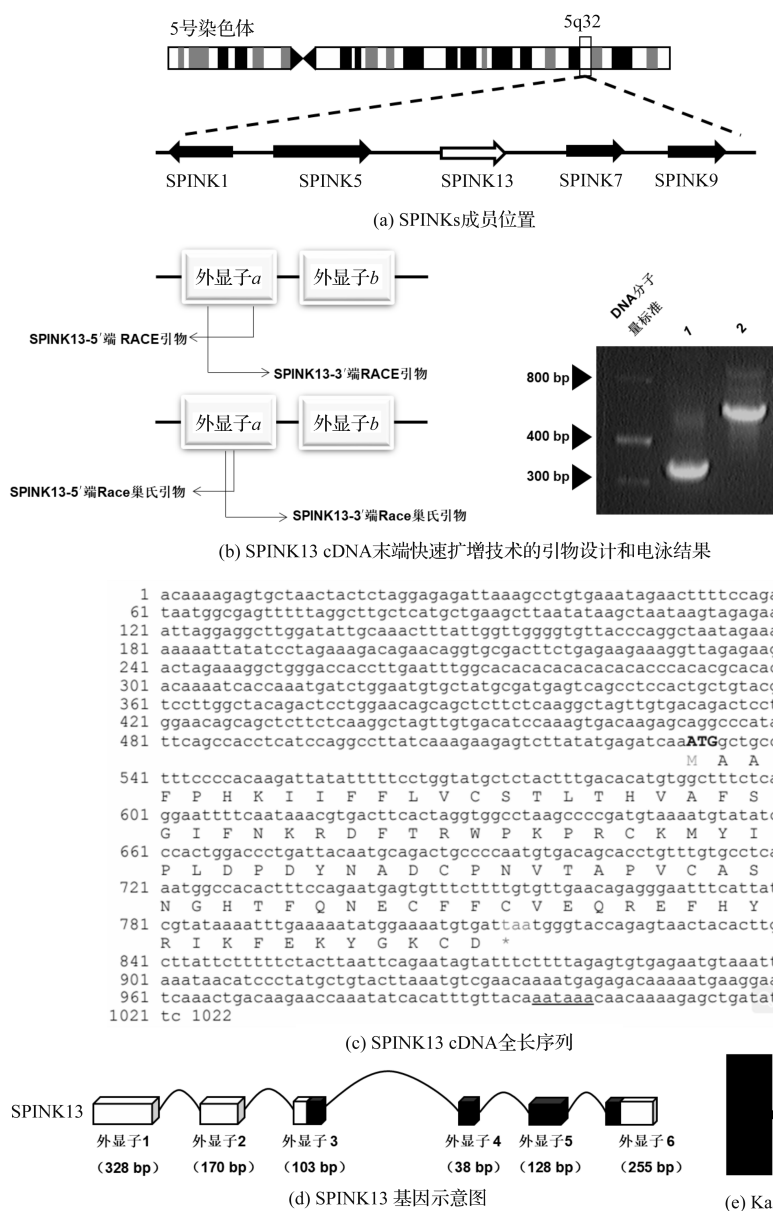 5号染色体
5q32
SPINK1 SPINK5 SPINK13 SPINK7 SPINK9
(a) SPINKs成员位置
外显子a 外显子b
SPINK13-5′端 RACE引物
SPINK13-3′端RACE引物
外显子a 外显子b
SPINK13-5′端Race巢氏引物
SPINK13-3′端Race巢氏引物
DNA分子
量标准
1 2
800 bp
400 bp
300 bp
(b) SPINK13 cDNA末端快速扩增技术的引物设计和电泳结果
1 acaaaagagtgctaactactctaggagagattaaagcctgtgaaatagaacttttccaga
61 taatggcgagtttttaggcttgctcatgctgaagcttaatataagctaataagtagagaa
121 attaggaggcttggatattgcaaactttattggttggggtgttacccaggctaatagaaa
181 aaaattatatcctagaaagacagaacaggtgcgacttctgagaagaaaggttagagaag
241 actagaaaggctgggaccaccttgaatttggcacacacacacacacacccacacgcacac
301 acaaaatcaccaaatgatctggaatgtgctatgcgatgagtcagcctccactgctgtacg
361 tccttggctacagactcctggaacagcagctcttctcaaggctagttgtgacagactcct
421 ggaacagcagctcttctcaaggctagttgtgacatccaaagtgacaagagcaggcccata
481 ttcagccacctcatccaggccttatcaaagaagagtcttatatgagatcaaATGgctgcc
M A A
541 tttccccacaagattatatttttcctggtatgctctactttgacacatgtggctttctca
F P H K I I F F L V C S T L T H V A F S
601 ggaattttcaataaacgtgacttcactaggtggcctaagccccgatgtaaaatgtatatc
G I F N K R D F T R W P K P R C K M Y I
661 ccactggaccctgattacaatgcagactgccccaatgtgacagcacctgtttgtgcctca
P L D P D Y N A D C P N V T A P V C A S
721 aatggccacactttccagaatgagtgtttcttttgtgttgaacagagggaatttcattat
N G H T F Q N E C F F C V E Q R E F H Y
781 cgtataaaatttgaaaaatatggaaaatgtgattaatgggtaccagagtaactacacttg
R I K F E K Y G K C D *
841 cttattctttttctactaattaaatcaagtatttcttttagagtgtgagaatgtaaatt
901 aaataacatccctatgctgtacttaaatgtcgaacaaaatgagagacaaaaatgaaggaa
961 tcaaactgacaagaaccaaatatcacatttgttacaaataaacaacaaaagagctgatat
1021 tc 1022
(c) SPINK13 cDNA全长序列
SPINK13
外显子1 外显子2 外显子 3 外显子 4 外显子5 外显子 6
（328 bp） （170 bp） （103 bp） （38 bp） （128 bp） （255 bp）
(d) SPINK13 基因示意图
(e) Ka